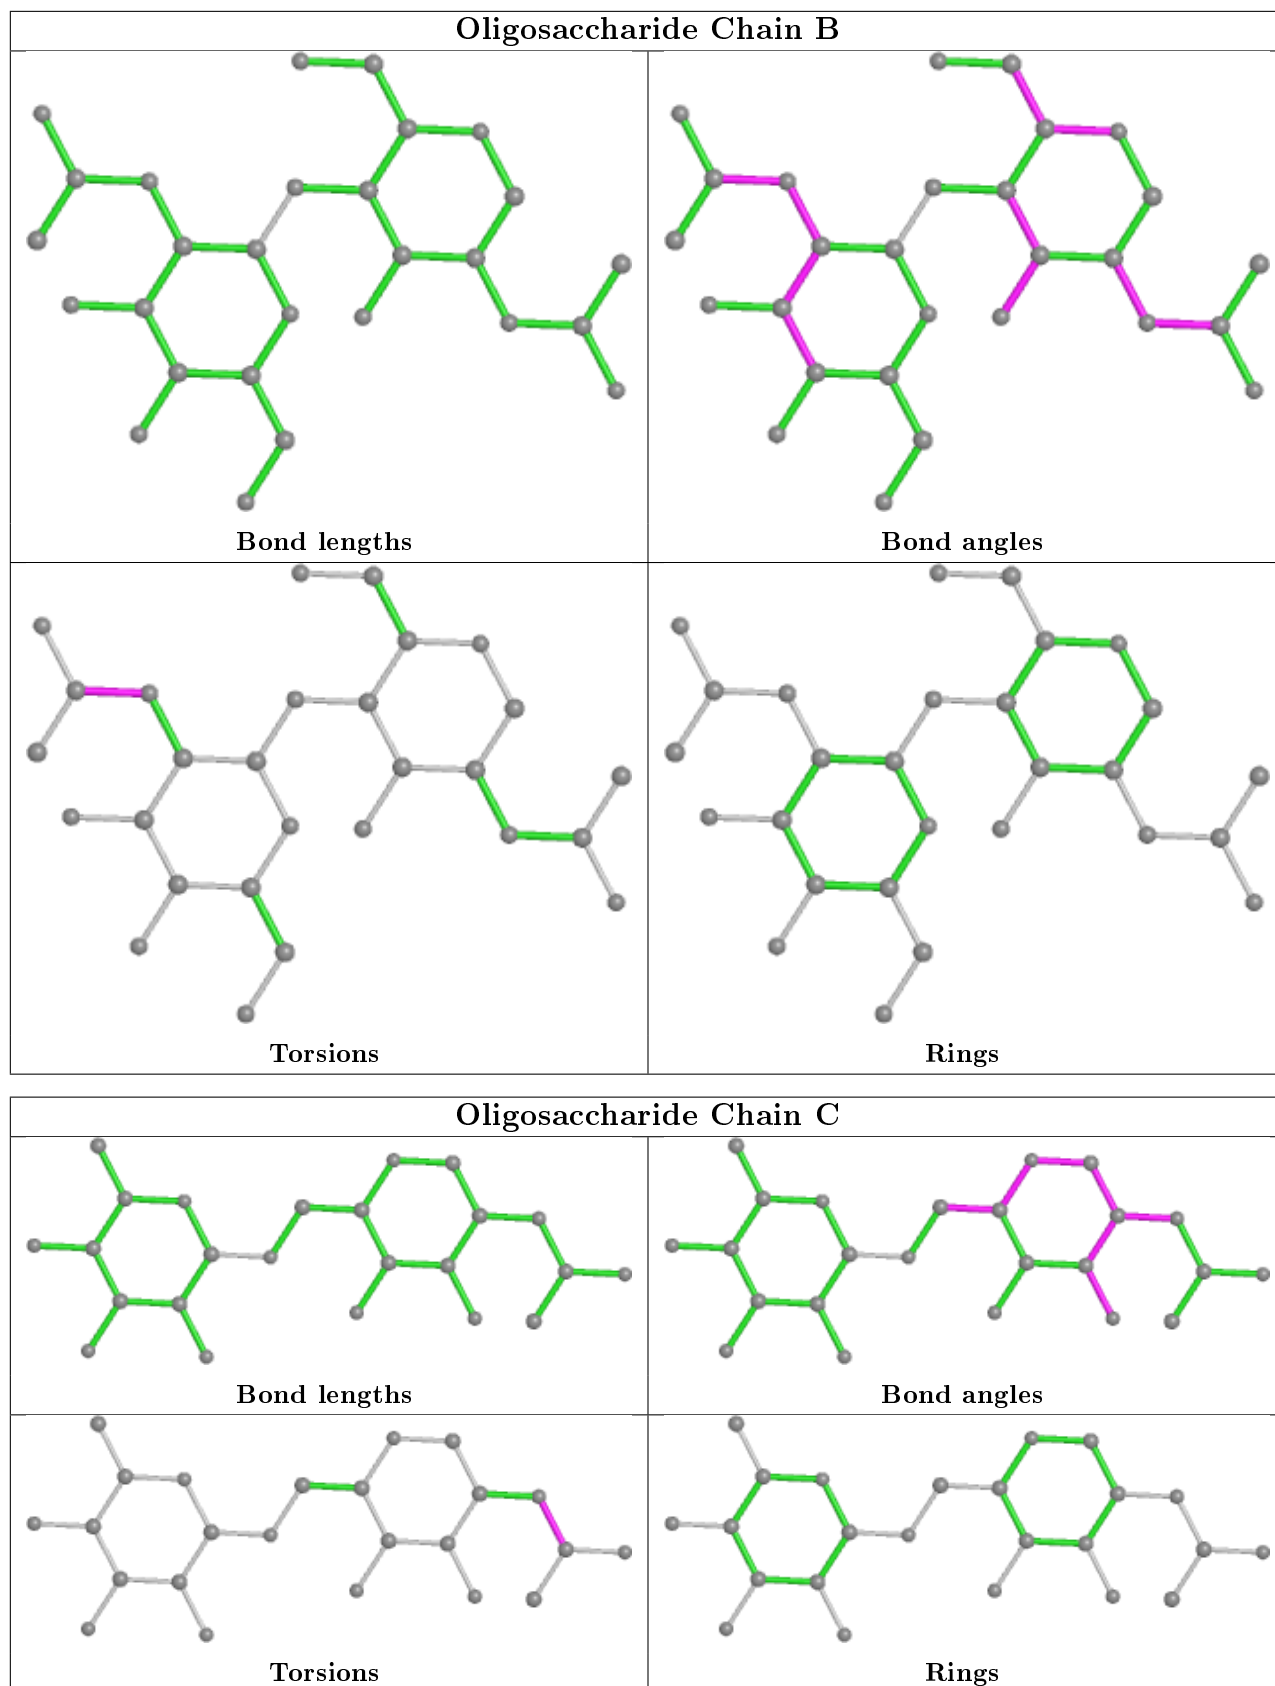 Oligosaccharide Chain B
Bond lengths
Bond angles
Torsions
Rings
Oligosaccharide Chain C
Bond lengths
Bond angles
Torsions
Rings